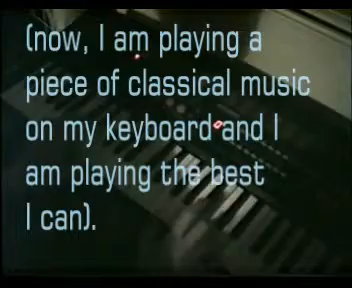 (now, I am playing a
piece of classical music
on my keyboard and I
am playing the best
I can).